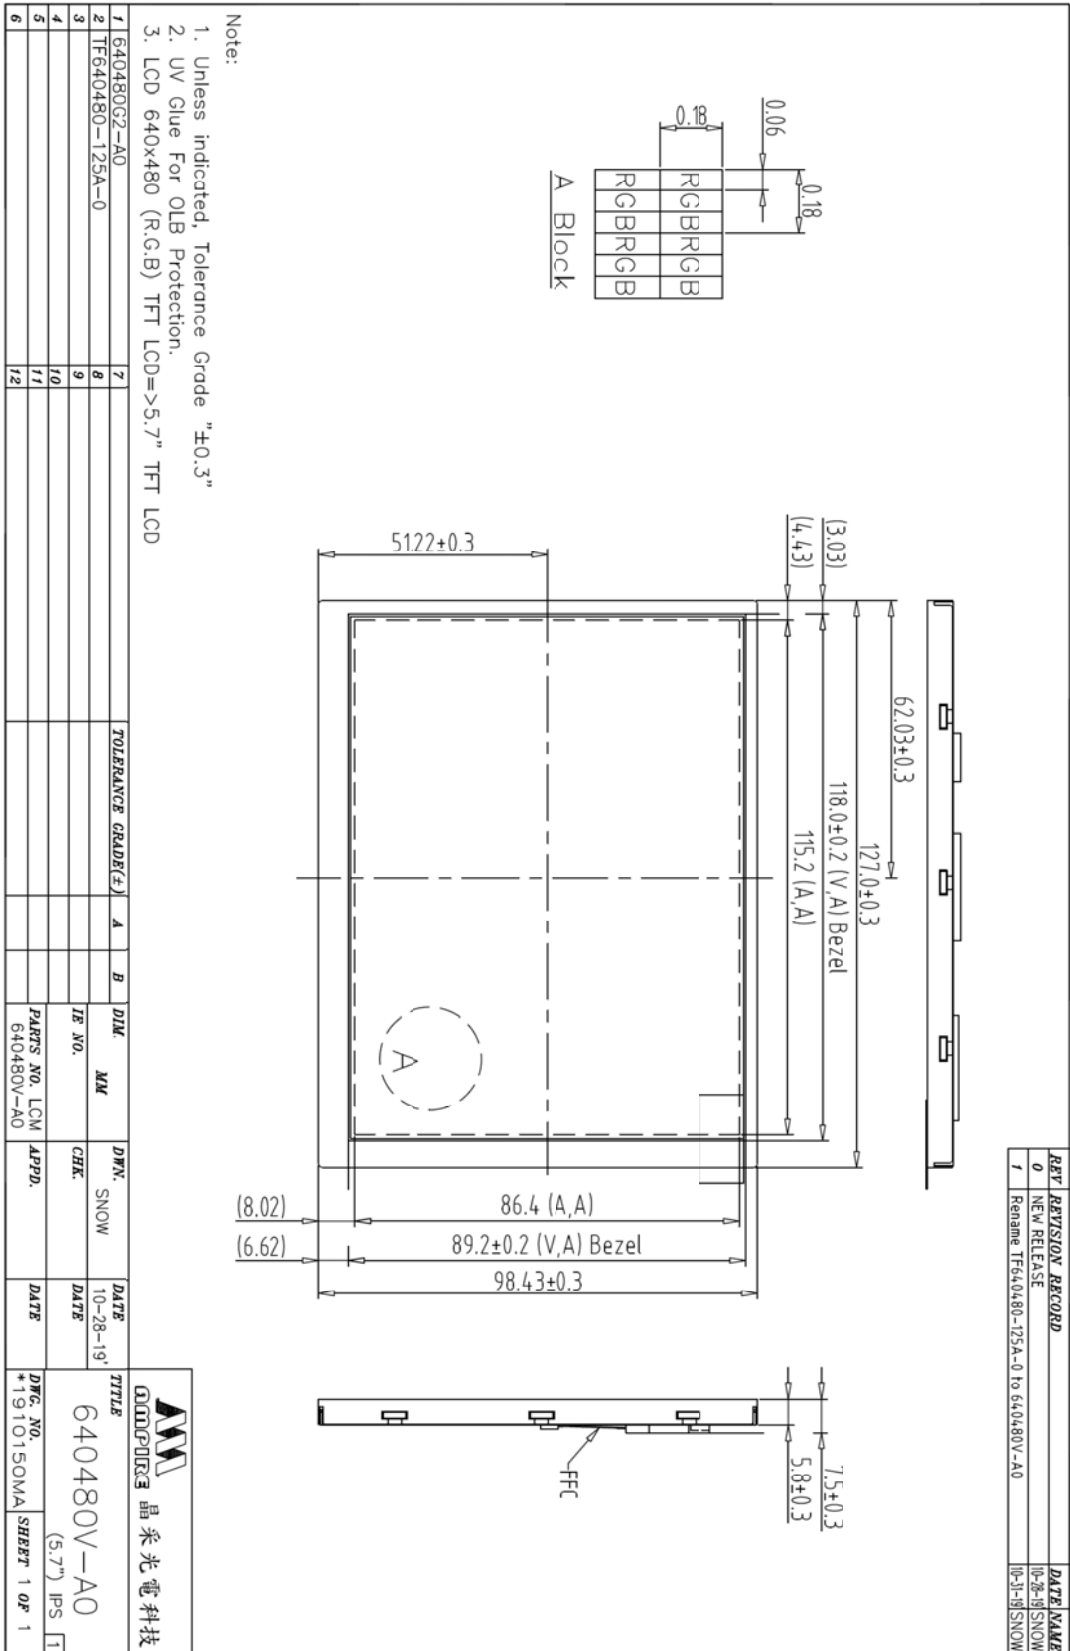 REV REVISION RECORD DATE NAME
0 NEW RELEASE 10-28-19' SNOW
1 Rename TF640480-125A-0 to 640480V-A0 10-31-19' SNOW
0.06
0.18
0.18
R G B R G B
R G B R G B
A Block
62.03±0.3
127.0±0.3
(3.03)
118.0±0.2 (V,A) Bezel
(4.43)
115.2 (A,A)
51.22±0.3
A
86.4 (A,A)
(8.02)
89.2±0.2 (V,A) Bezel
(6.62)
98.43±0.3
7.5±0.3
5.8±0.3
FFC
Note:
1. Unless indicated, Tolerance Grade "±0.3"
2. UV Glue For OLB Protection.
3. LCD 640x480 (R.G.B) TFT LCD=>5.7" TFT LCD
AMPIRE 晶采光電科技
1 640480G2-A0 7 TOLERANCE GRADE(±) A B
2 TF640480-125A-0 8
3 9
4 10
5 11
6 12
DIM. MM
IE NO.
PARTS NO. LCM
640480V-A0
DWN. SNOW
CHK.
APPD.
DATE 10-28-19'
DATE
DATE
TITLE
640480V-A0
(5.7") IPS 1
DWG. NO. *1910150MA
SHEET 1 OF 1